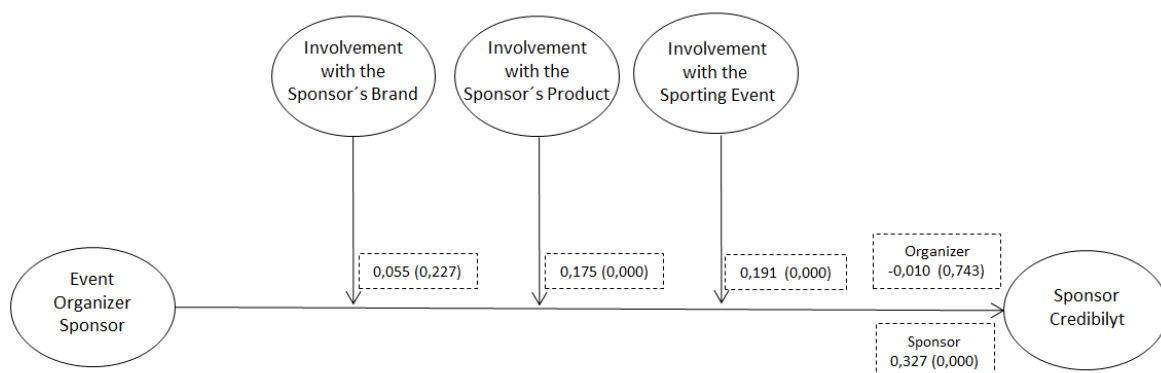 Involvement
with the
Sponsor´s Brand
Involvement
with the
Sponsor´s Product
Involvement
with the
Sporting Event
Event
Organizer
Sponsor
0,055 (0,227)
0,175 (0,000)
0,191 (0,000)
Organizer
-0,010 (0,743)
Sponsor
0,327 (0,000)
Sponsor
Credibilyt